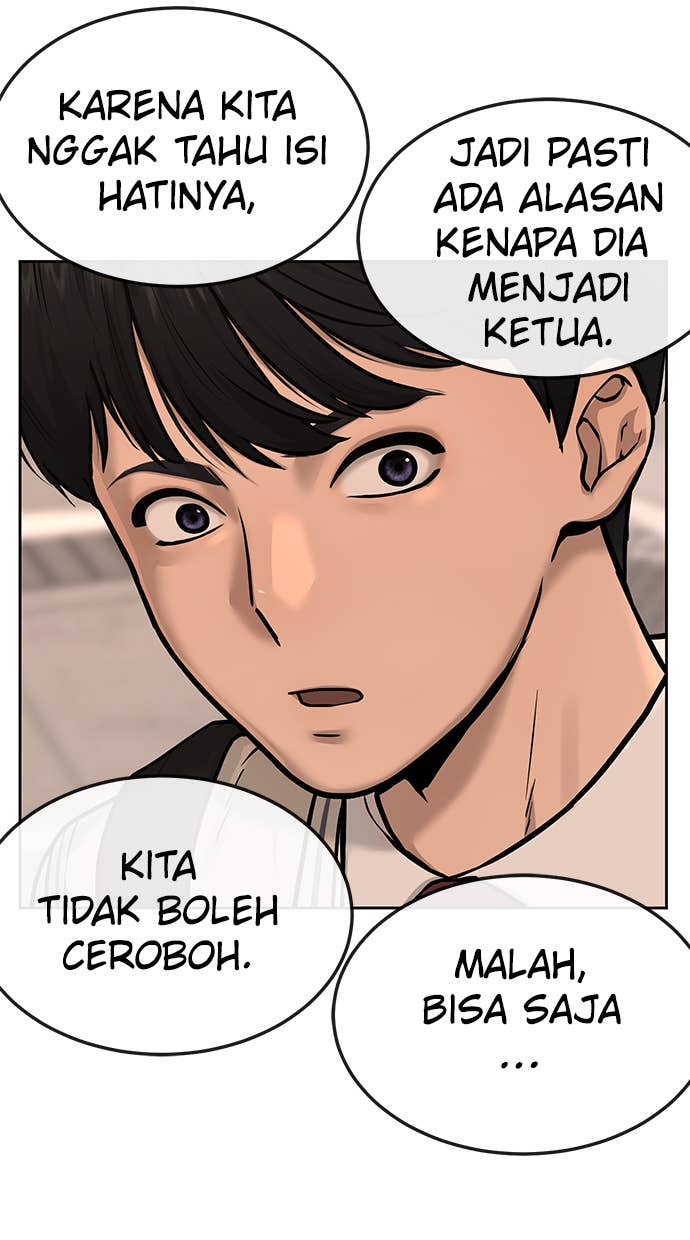 KARENA KITA
NGGAK TAHU ISI
HATINYA,
JADI PASTI
ADA ALASAN
KENAPA DIA
MENJADI
KETUA.
KITA
TIDAK BOLEH
CEROBOH.
MALAH,
BISA SAJA
...